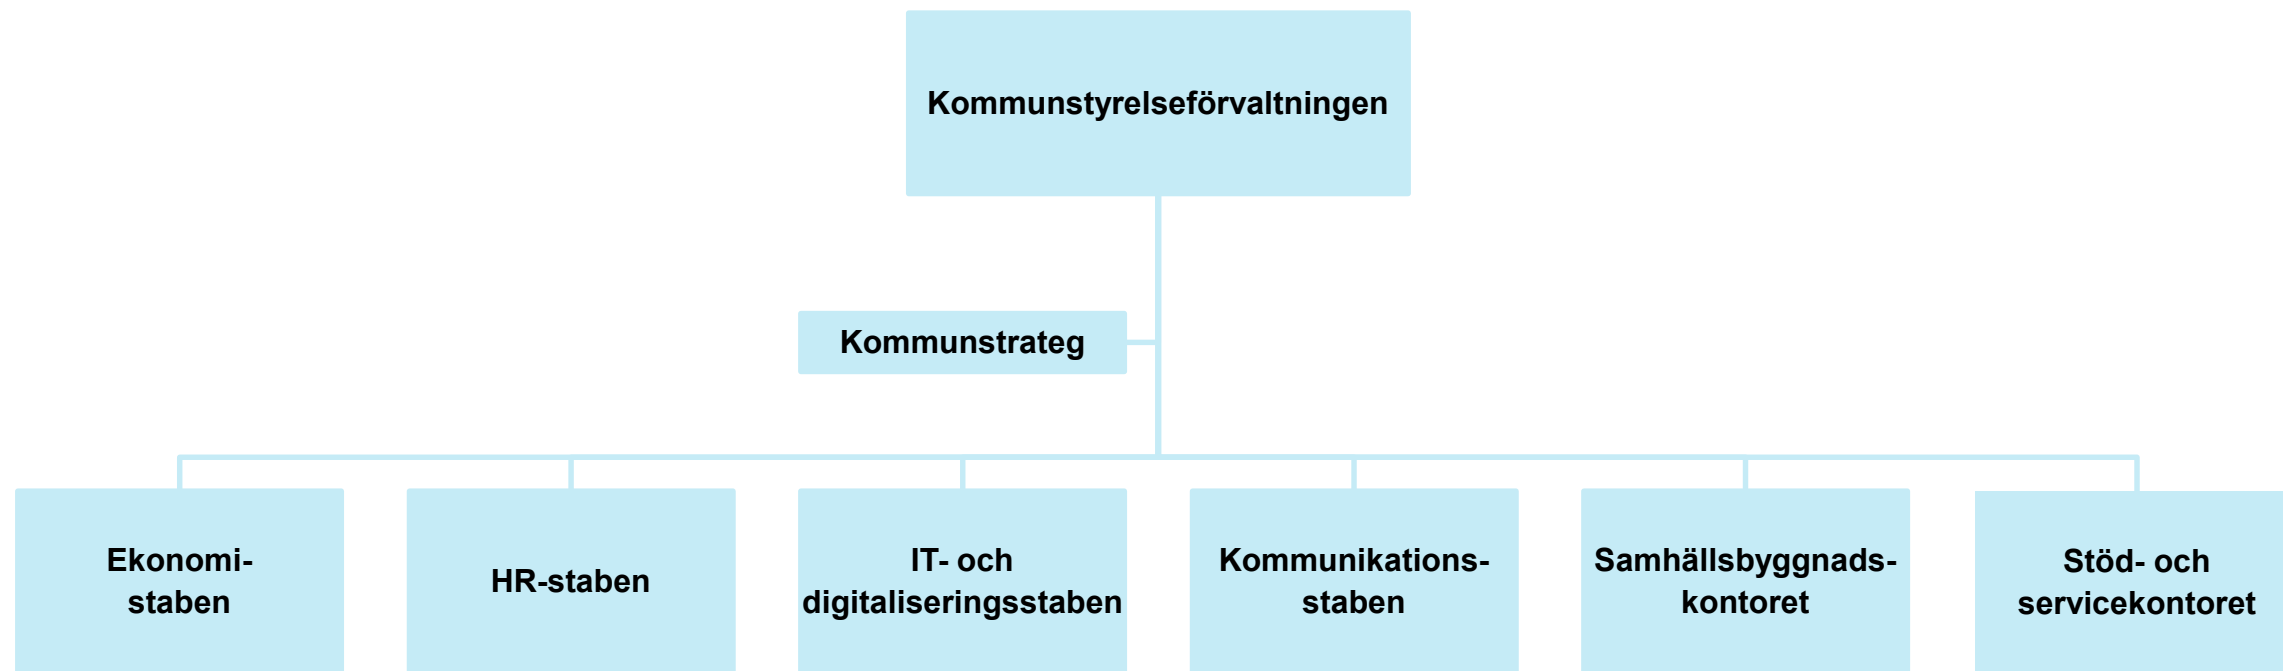 Kommunstyrelseförvaltningen
Kommunstrateg
Ekonomi-
staben
HR-staben
IT- och
digitaliseringsstaben
Kommunikations-
staben
Samhällsbyggnads-
kontoret
Stöd- och
servicekontoret